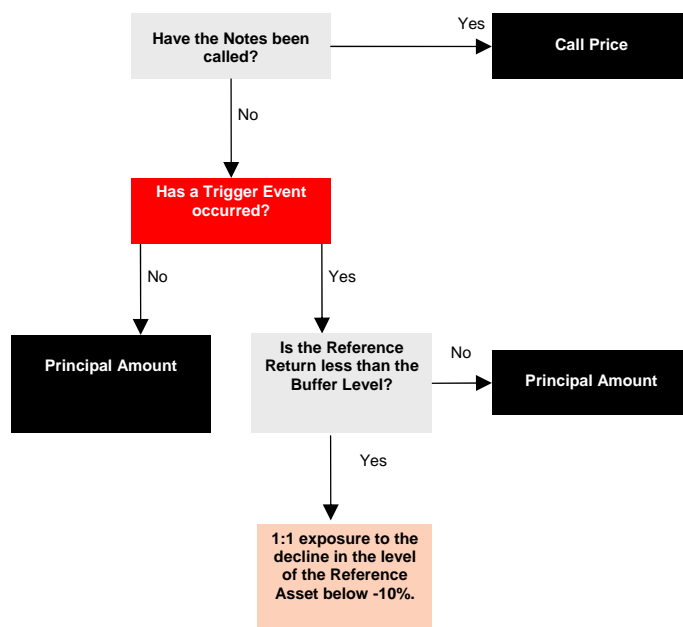 Have the Notes been
called?
Yes
Call Price
No
Has a Trigger Event
occurred?
No
Yes
Principal Amount
Is the Reference
Return less than the
Buffer Level?
No
Principal Amount
Yes
1:1 exposure to the
decline in the level
of the Reference
Asset below -10%.